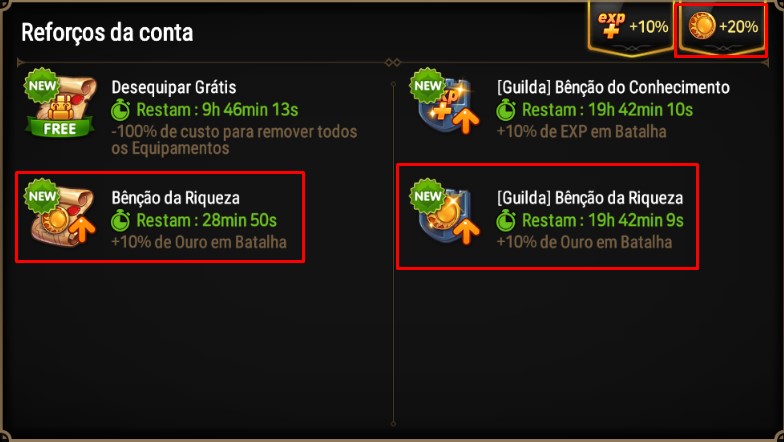 Reforços da conta
exp +10%
+20%
NEW
FREE
Desequipar Grátis
Restam : 9h 46min 13s
-100% de custo para remover todos
os Equipamentos
NEW
exp
[Guilda] Bênção do Conhecimento
Restam : 19h 42min 10s
+10% de EXP em Batalha
NEW
Bênção da Riqueza
Restam : 28min 50s
+10% de Ouro em Batalha
NEW
[Guilda] Bênção da Riqueza
Restam : 19h 42min 9s
+10% de Ouro em Batalha